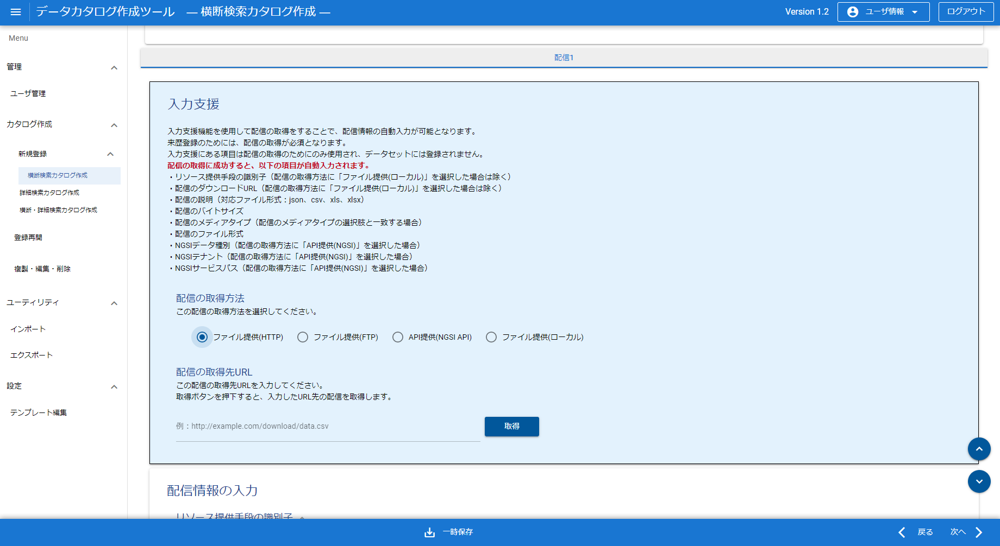 データカタログ作成ツール ― 横断検索カタログ作成 ―
Version 1.2
ユーザ情報
ログアウト
Menu
管理
ユーザ管理
カタログ作成
新規登録
横断検索カタログ作成
詳細検索カタログ作成
横断・詳細検索カタログ作成
登録再開
複製・編集・削除
ユーティリティ
インポート
エクスポート
設定
テンプレート編集
配信1
入力支援
入力支援機能を使用して配信の取得をすることで、配信情報の自動入力が可能となります。
来歴登録のためには、配信の取得が必須となります。
入力支援にある項目は配信の取得のためにのみ使用され、データセットには登録されません。
配信の取得に成功すると、以下の項目が自動入力されます。
・リソース提供手段の識別子（配信の取得方法に「ファイル提供(ローカル)」を選択した場合は除く）
・配信のダウンロードURL（配信の取得方法に「ファイル提供(ローカル)」を選択した場合は除く）
・配信の説明（対応ファイル形式：json、csv、xls、xlsx）
・配信のバイトサイズ
・配信のメディアタイプ（配信のメディアタイプの選択肢と一致する場合）
・配信のファイル形式
・NGSIデータ種別（配信の取得方法に「API提供(NGSI)」を選択した場合）
・NGSIテナント（配信の取得方法に「API提供(NGSI)」を選択した場合）
・NGSIサービスパス（配信の取得方法に「API提供(NGSI)」を選択した場合）
配信の取得方法
この配信の取得方法を選択してください。
ファイル提供(HTTP)
ファイル提供(FTP)
API提供(NGSI API)
ファイル提供(ローカル)
配信の取得先URL
この配信の取得先URLを入力してください。
取得ボタンを押下すると、入力したURL先の配信を取得します。
例：http://example.com/download/data.csv
取得
配信情報の入力
リソース提供手段の識別子
一時保存
戻る
次へ